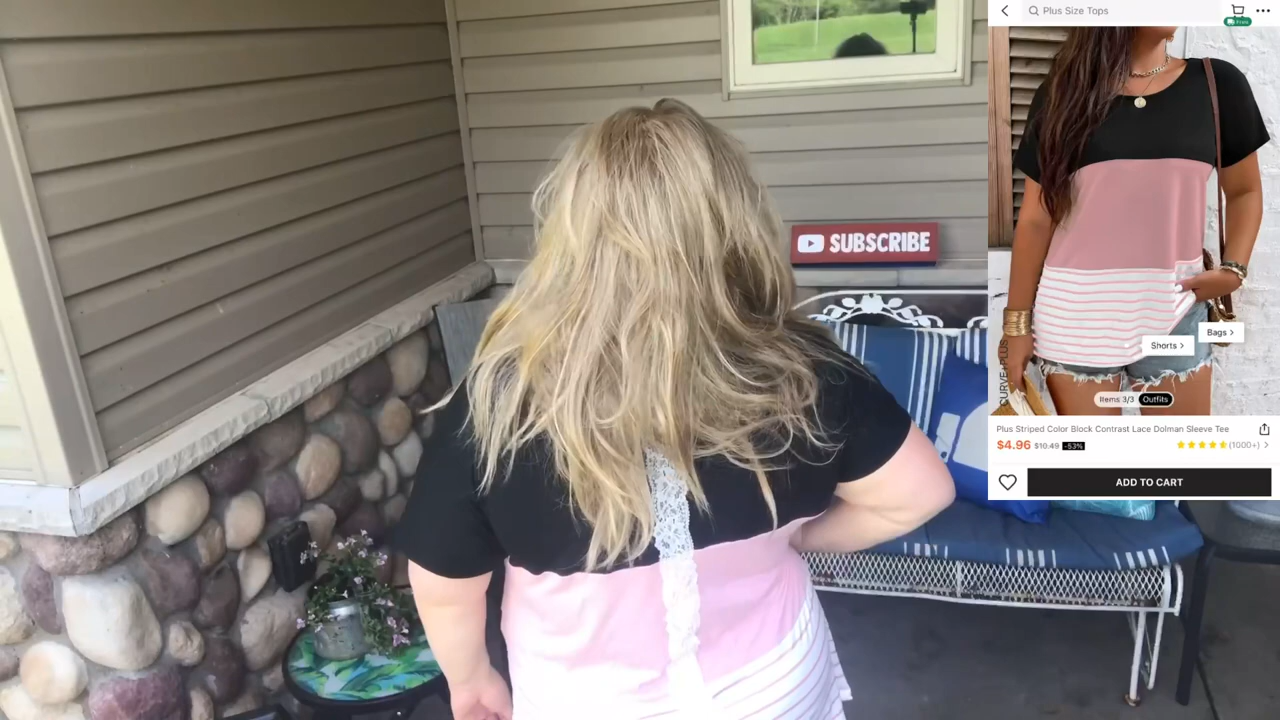 SUBSCRIBE
Plus Size Tops
Free
CURVE+PLUS
Bags >
Shorts >
Items 3/3 Outfits
Plus Striped Color Block Contrast Lace Dolman Sleeve Tee
$4.96 $10.49 -53% (1000+) >
ADD TO CART